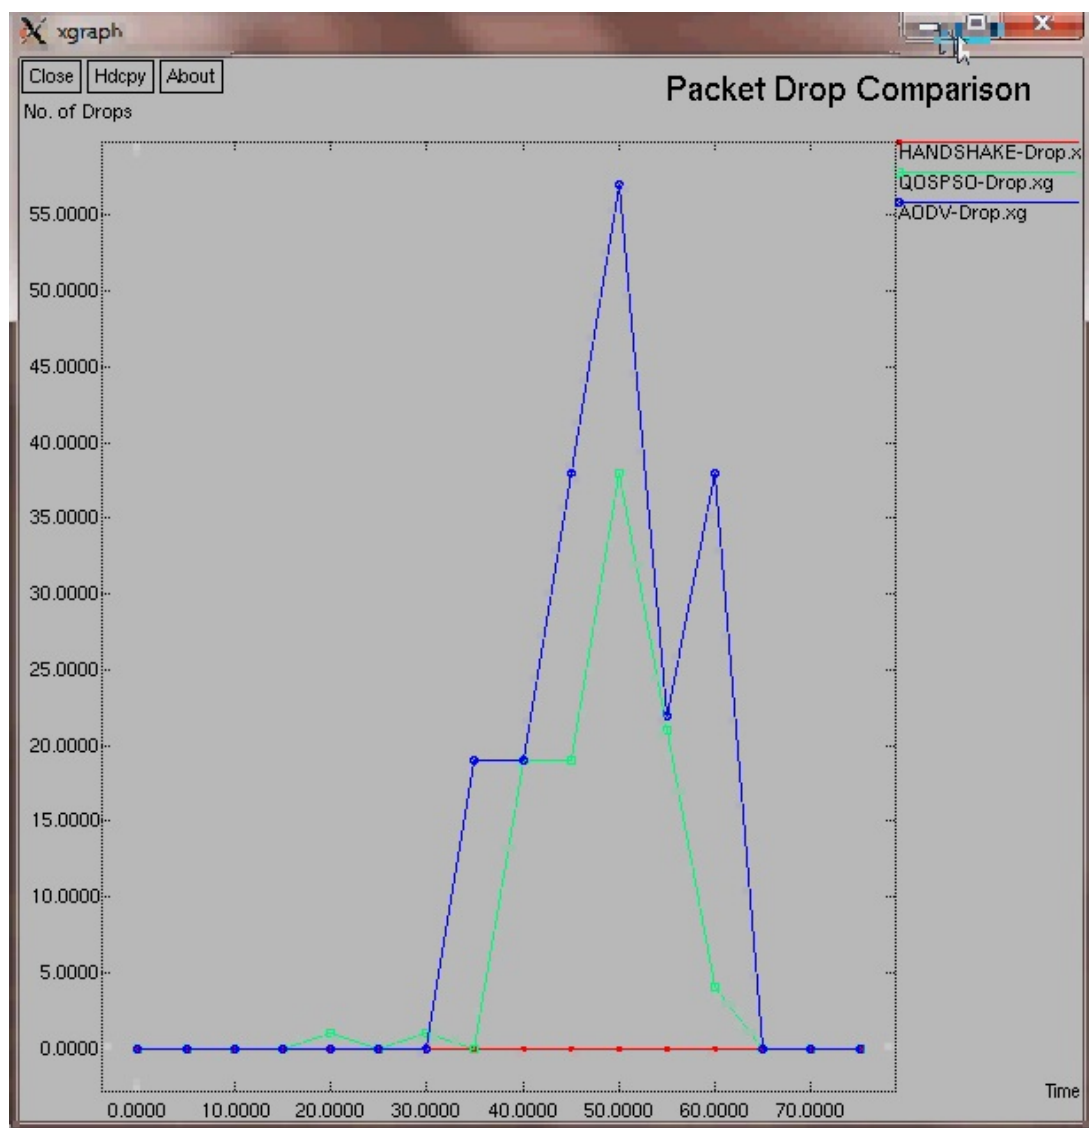 xgraph
Close Hdcpy About
Packet Drop Comparison
No. of Drops
HANDSHAKE-Drop.x
QOSPSO-Drop.xg
AODV-Drop.xg
55.0000
50.0000
45.0000
40.0000
35.0000
30.0000
25.0000
20.0000
15.0000
10.0000
5.0000
0.0000
Time
0.0000 10.0000 20.0000 30.0000 40.0000 50.0000 60.0000 70.0000